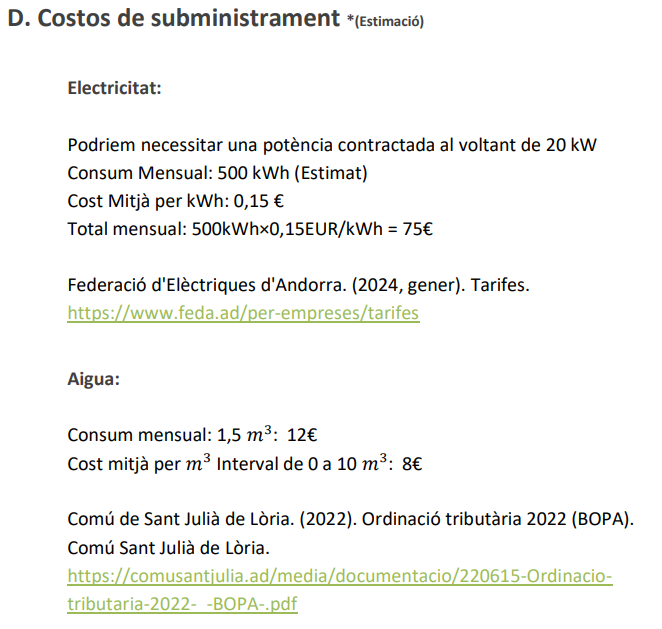 D. Costos de subministrament *(Estimació)
Electricitat:
Podriem necessitar una potència contractada al voltant de 20 kW
Consum Mensual: 500 kWh (Estimat)
Cost Mitjà per kWh: 0,15 €
Total mensual: 500kWh×0,15EUR/kWh = 75€
Federació d'Elèctriques d'Andorra. (2024, gener). Tarifes.
https://www.feda.ad/per-empreses/tarifes
Aigua:
Consum mensual: 1,5 m³: 12€
Cost mitjà per m³ Interval de 0 a 10 m³: 8€
Comú de Sant Julià de Lòria. (2022). Ordinació tributària 2022 (BOPA).
Comú Sant Julià de Lòria.
https://comusantjulia.ad/media/documentacio/220615-Ordinacio-
tributaria-2022-_-BOPA-.pdf